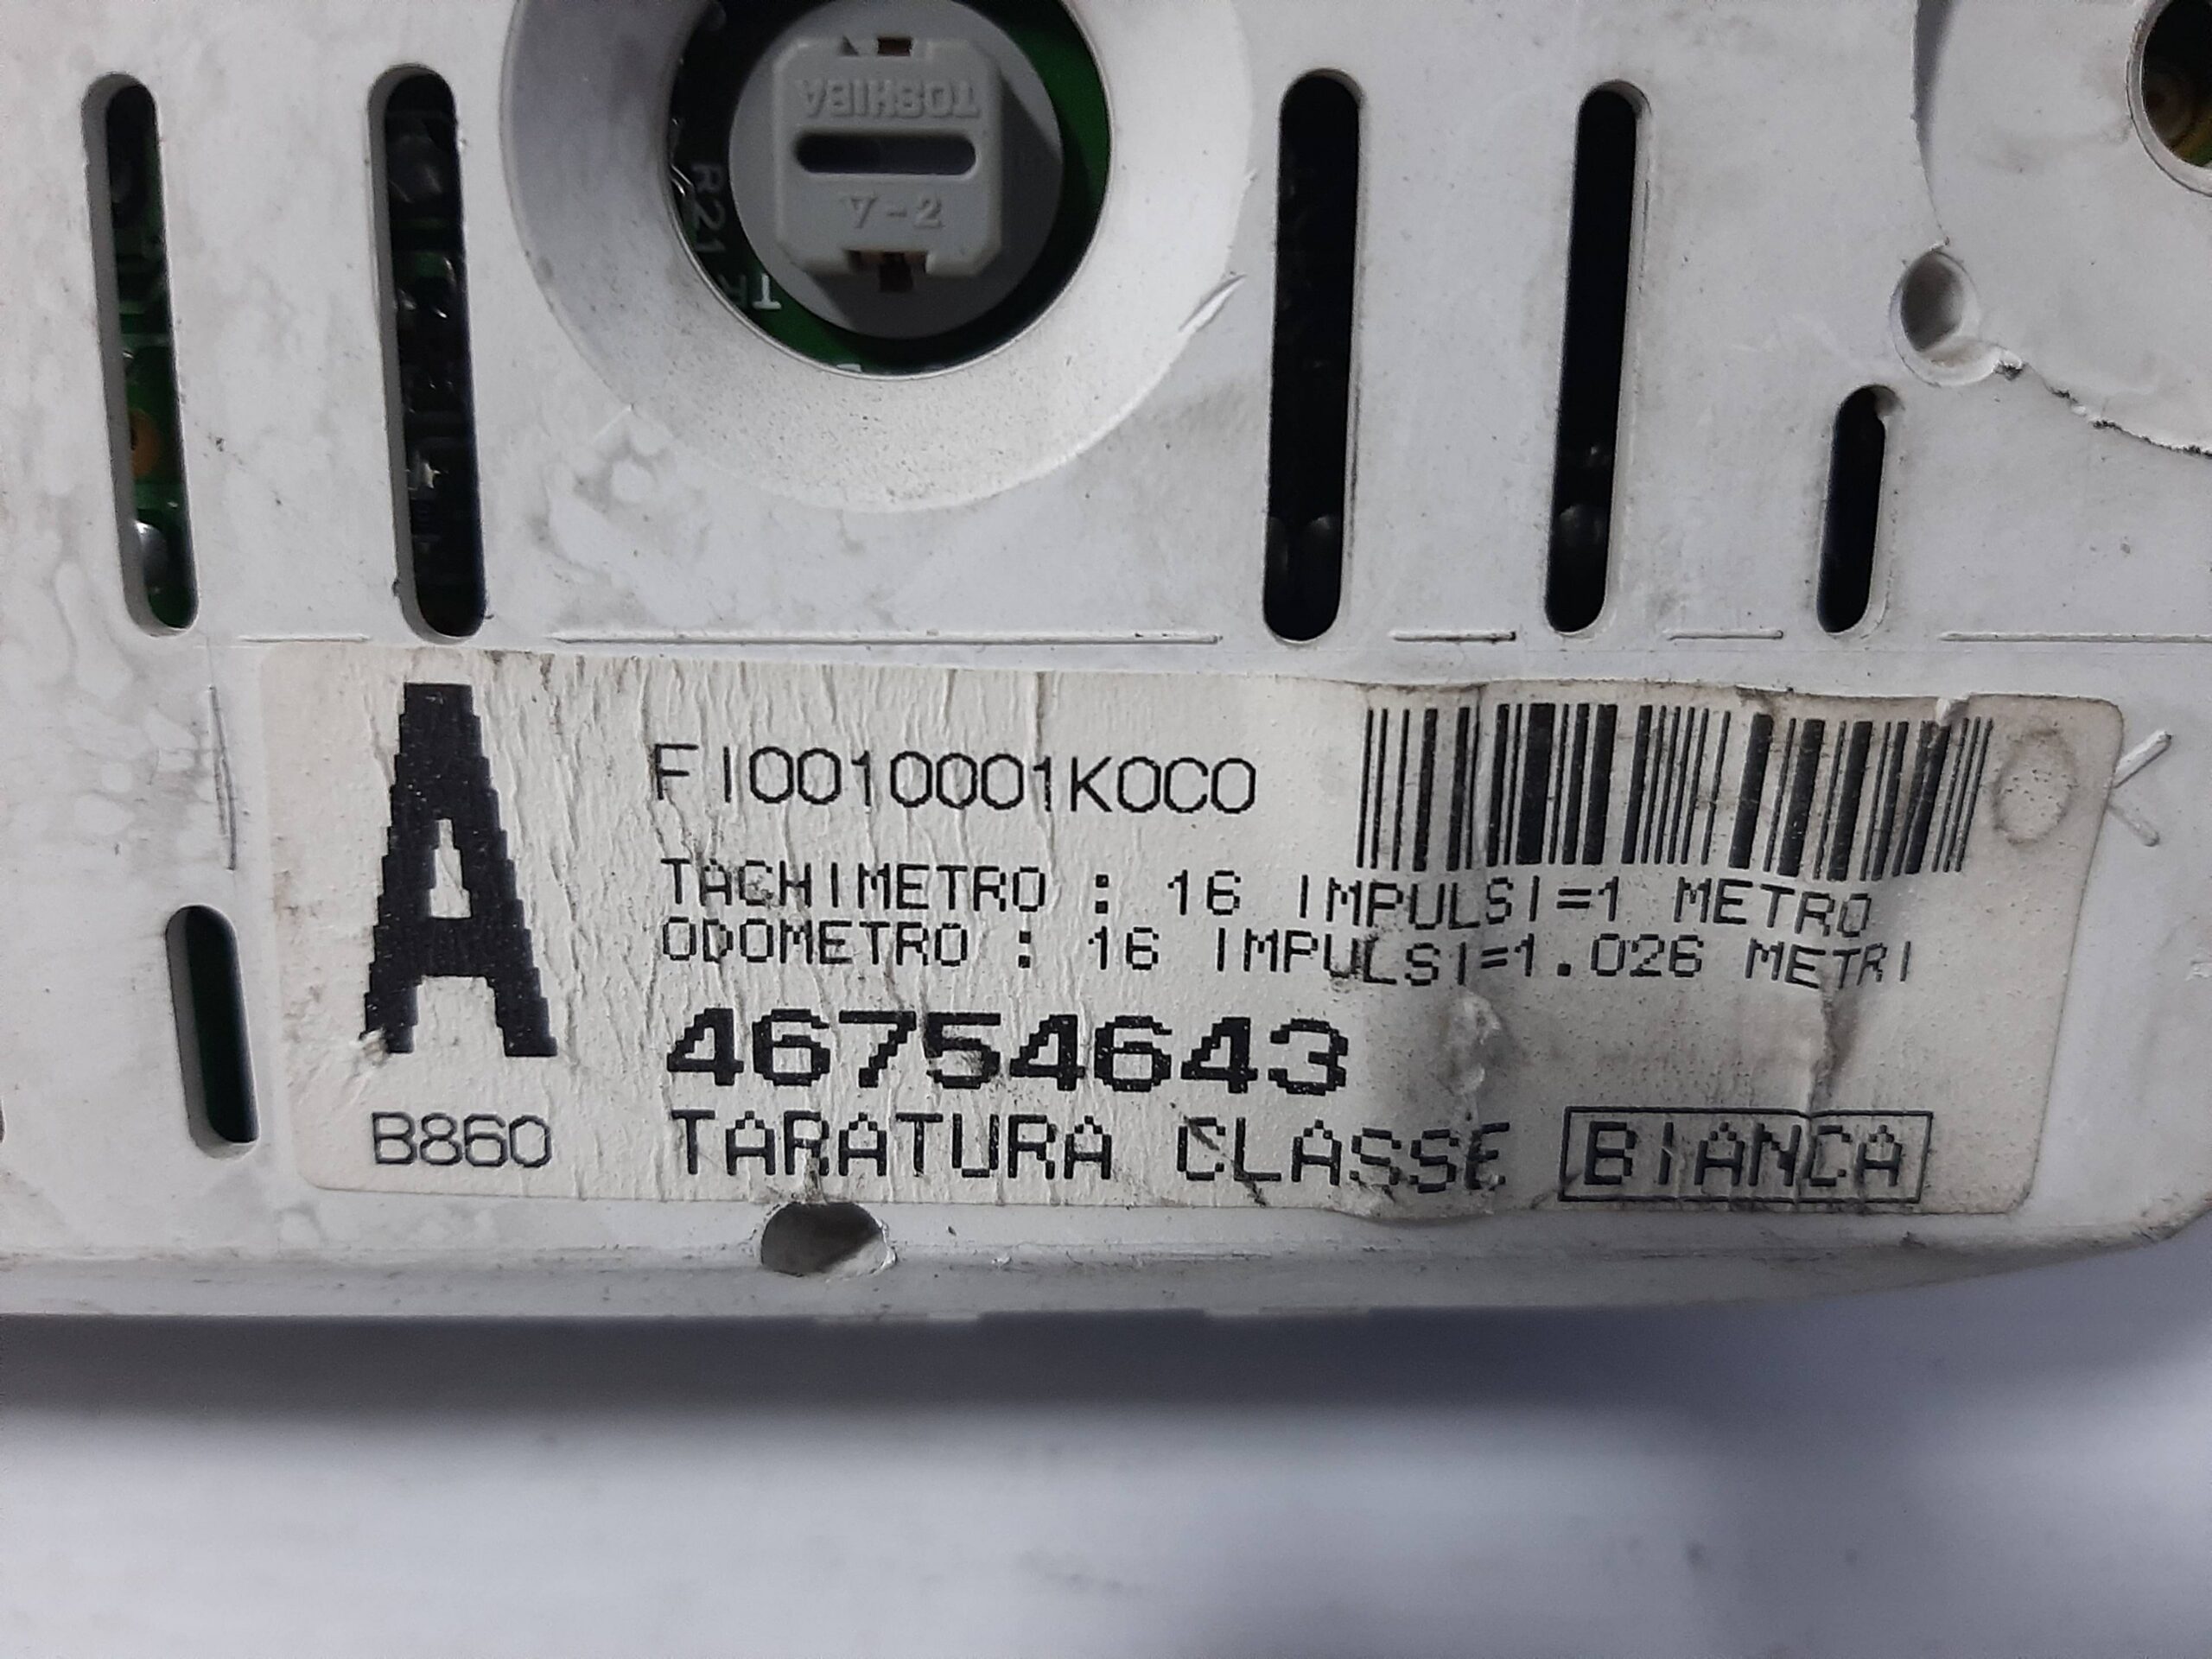 TOSHIBA
V-2
R21
A
FI0010001K0C0
TACHIMETRO : 16 IMPULSI=1 METRO
ODOMETRO : 16 IMPULSI=1.026 METRI
46754643
B860
TARATURA CLASSE BIANCA